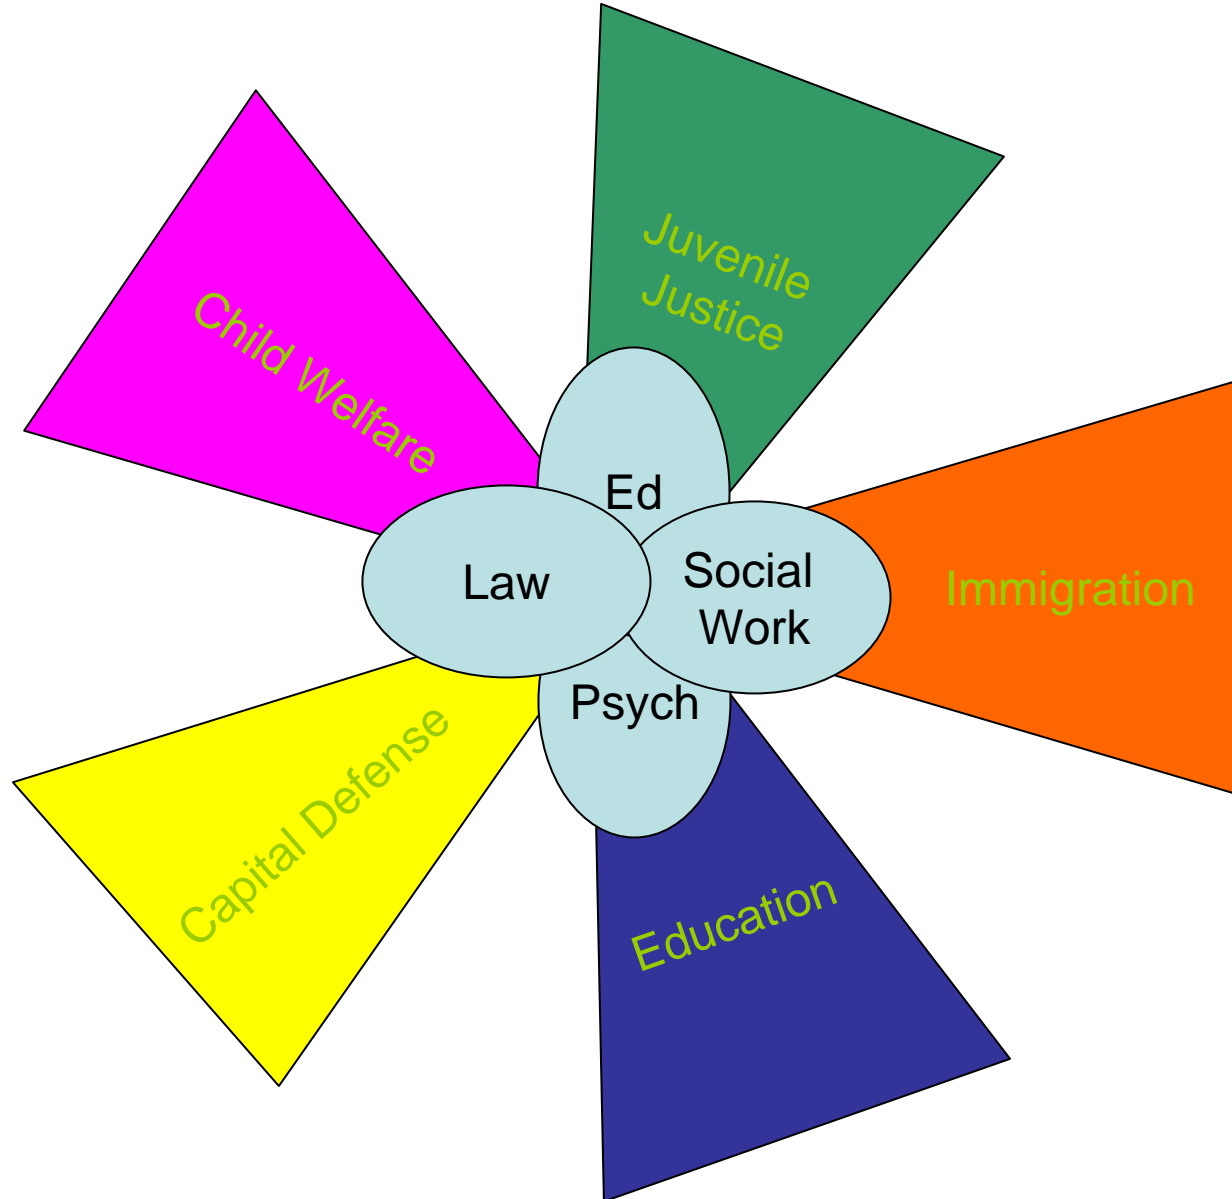 Juvenile
Justice
Child Welfare
Ed
Law
Social
Work
Immigration
Psych
Capital Defense
Education